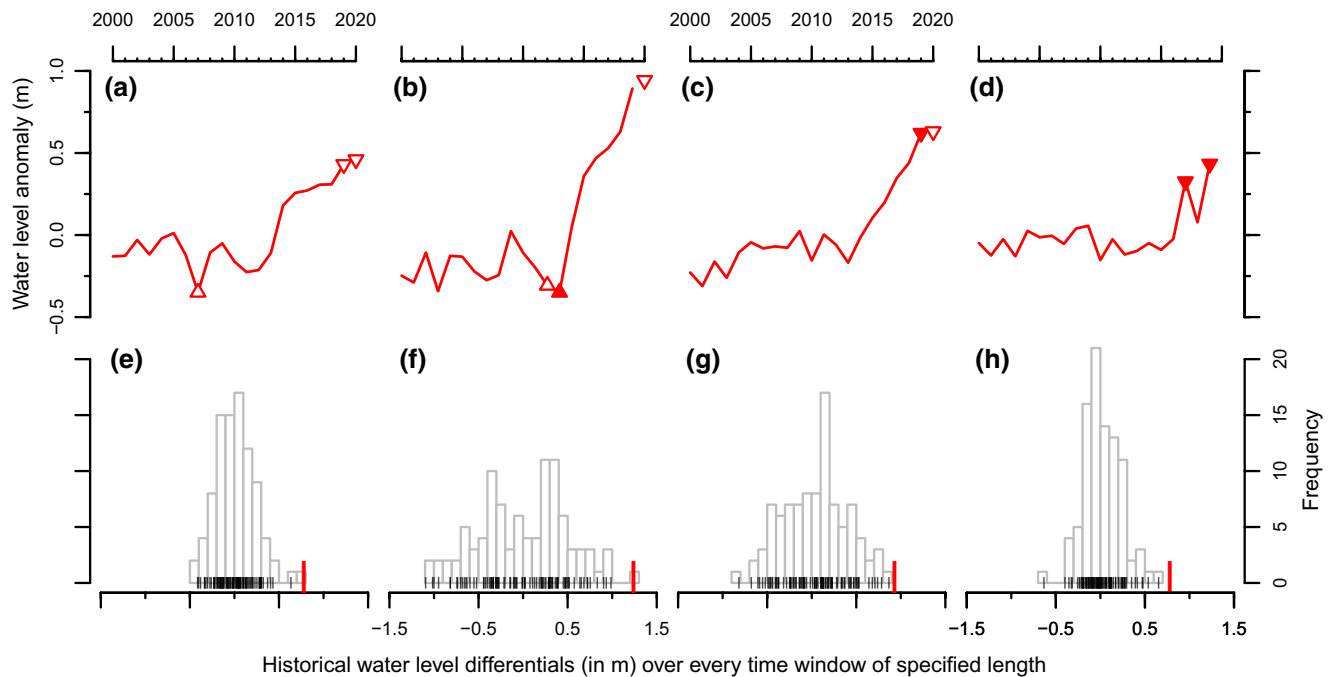 2000 2005 2010 2015 2020 2000 2005 2010 2015 2020
Water level anomaly (m)
1.0
0.5
0.0
−0.5
(a) (b) (c) (d)
(e) (f) (g) (h)
20
15
10
5
0
Frequency
−1.5 −0.5 0.5 1.5 −1.5 −0.5 0.5 1.5
Historical water level differentials (in m) over every time window of specified length